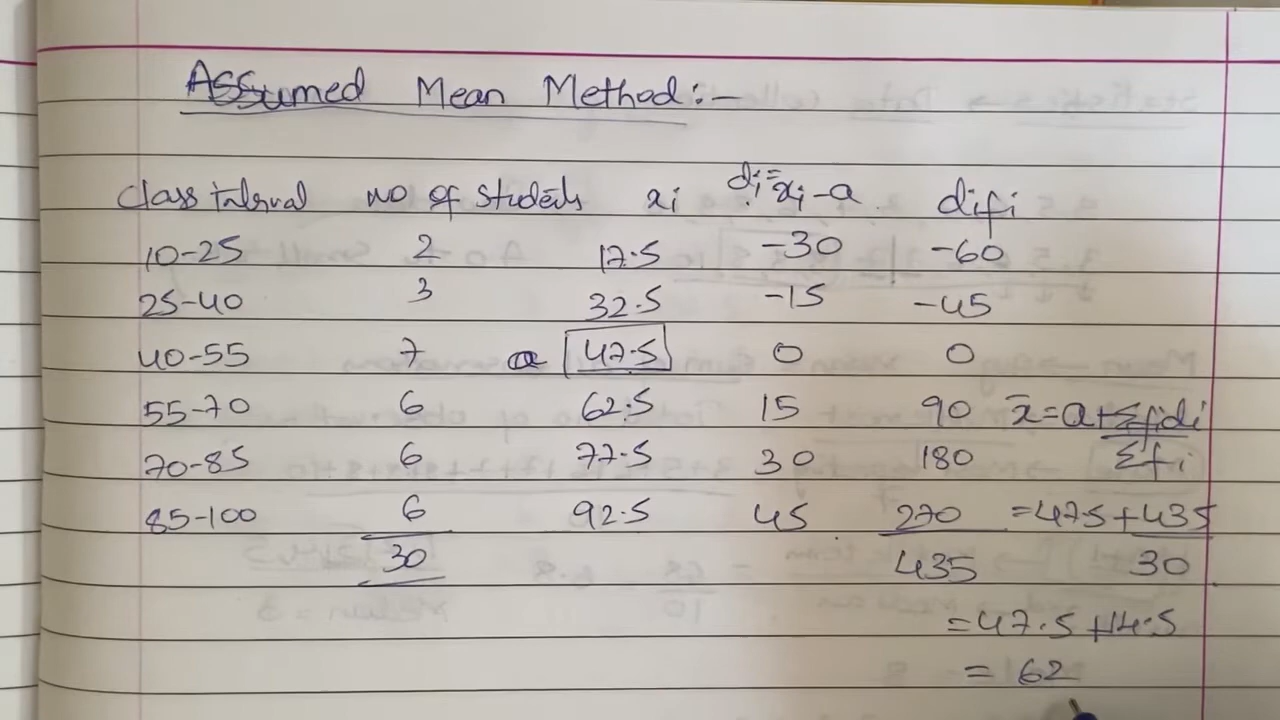 Assumed Mean Method:-
class interval no of students xi di=xi-a difi
10-25 2 17.5 -30 -60
25-40 3 32.5 -15 -45
40-55 7 a 47.5 0 0
55-70 6 62.5 15 90 x̄=a+Σfidi
70-85 6 77.5 30 180 Σfi
85-100 6 92.5 45 270 =47.5+435
30 435 30
=47.5+14.5
= 62